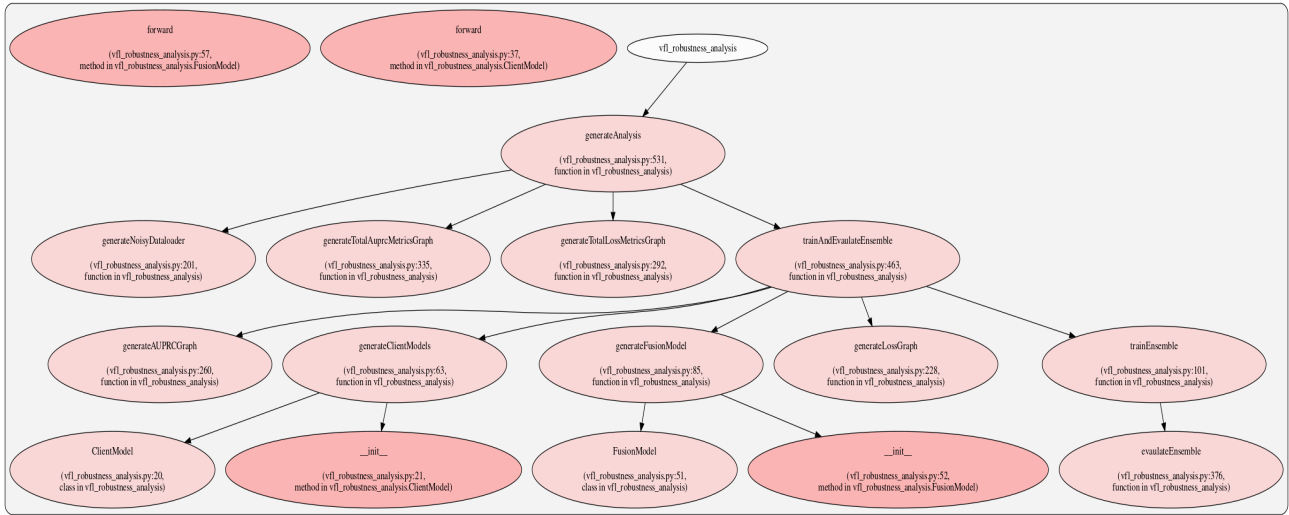 forward
(vfl_robustness_analysis.py:57,
method in vfl_robustness_analysis.FusionModel)
forward
(vfl_robustness_analysis.py:37,
method in vfl_robustness_analysis.ClientModel)
vfl_robustness_analysis
generateAnalysis
(vfl_robustness_analysis.py:531,
function in vfl_robustness_analysis)
generateNoisyDataloader
(vfl_robustness_analysis.py:201,
function in vfl_robustness_analysis)
generateTotalAuprcMetricsGraph
(vfl_robustness_analysis.py:335,
function in vfl_robustness_analysis)
generateTotalLossMetricsGraph
(vfl_robustness_analysis.py:292,
function in vfl_robustness_analysis)
trainAndEvaulateEnsemble
(vfl_robustness_analysis.py:463,
function in vfl_robustness_analysis)
generateAUPRCGraph
(vfl_robustness_analysis.py:260,
function in vfl_robustness_analysis)
generateClientModels
(vfl_robustness_analysis.py:63,
function in vfl_robustness_analysis)
generateFusionModel
(vfl_robustness_analysis.py:85,
function in vfl_robustness_analysis)
generateLossGraph
(vfl_robustness_analysis.py:228,
function in vfl_robustness_analysis)
trainEnsemble
(vfl_robustness_analysis.py:101,
function in vfl_robustness_analysis)
ClientModel
(vfl_robustness_analysis.py:20,
class in vfl_robustness_analysis)
__init__
(vfl_robustness_analysis.py:21,
method in vfl_robustness_analysis.ClientModel)
FusionModel
(vfl_robustness_analysis.py:51,
class in vfl_robustness_analysis)
__init__
(vfl_robustness_analysis.py:52,
method in vfl_robustness_analysis.FusionModel)
evaulateEnsemble
(vfl_robustness_analysis.py:376,
function in vfl_robustness_analysis)